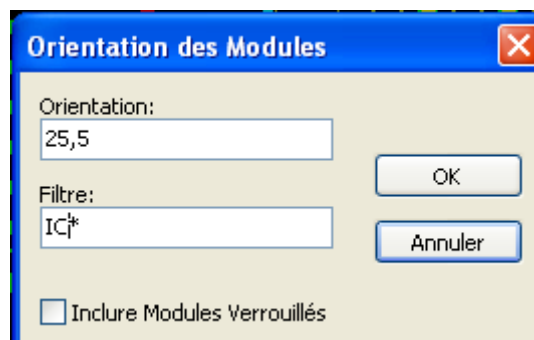 Orientation des Modules
Orientation:
25,5
OK
Filtre:
IC*
Annuler
Inclure Modules Verrouillés